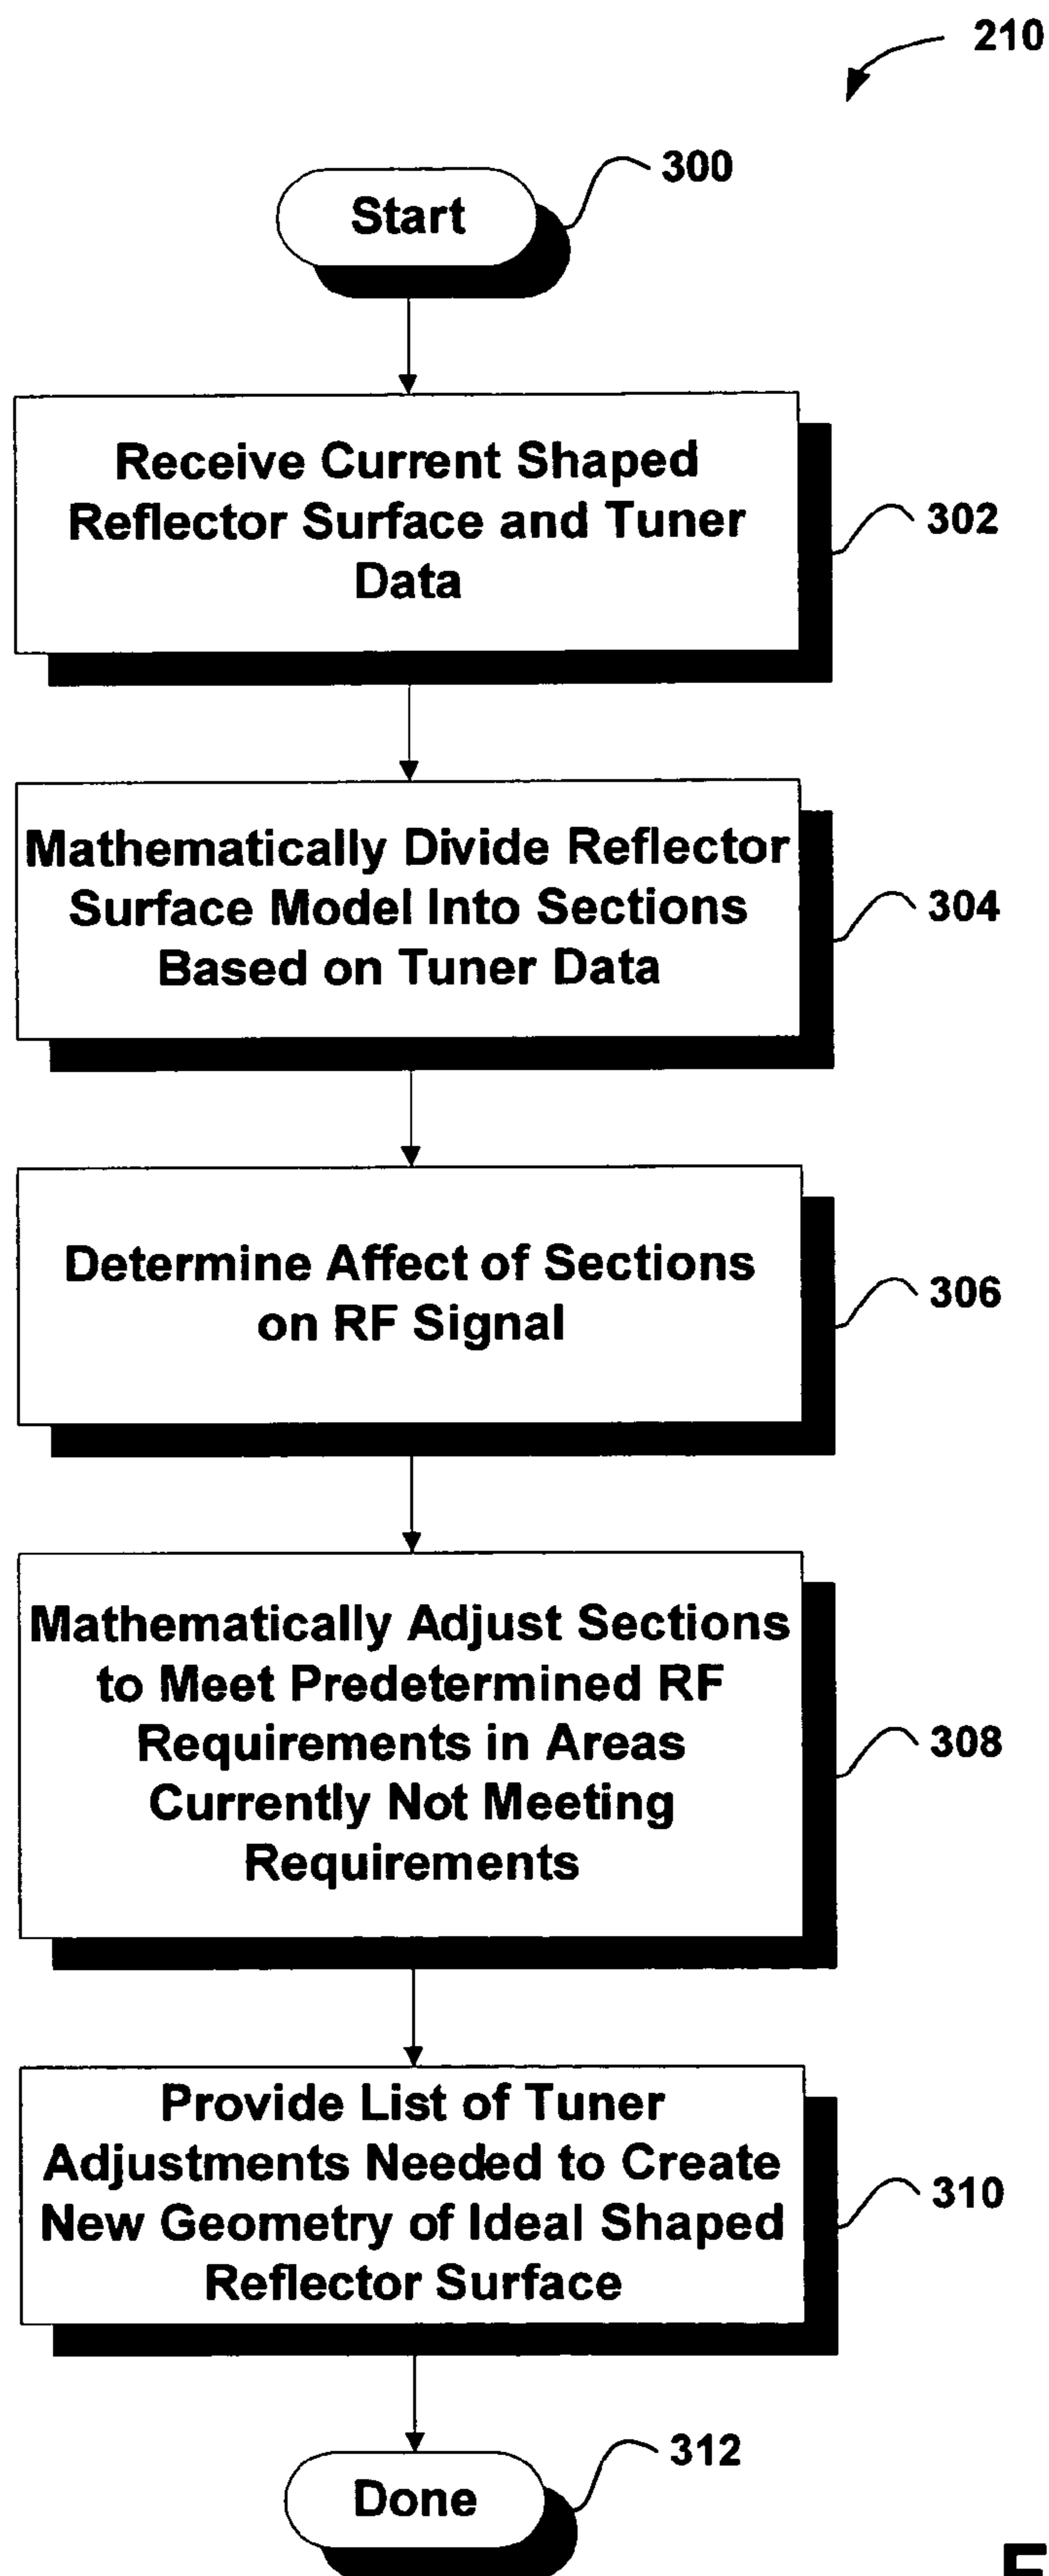 210
300
Start
Receive Current Shaped
Reflector Surface and Tuner
Data
302
Mathematically Divide Reflector
Surface Model Into Sections
Based on Tuner Data
304
Determine Affect of Sections
on RF Signal
306
Mathematically Adjust Sections
to Meet Predetermined RF
Requirements in Areas
Currently Not Meeting
Requirements
308
Provide List of Tuner
Adjustments Needed to Create
New Geometry of Ideal Shaped
Reflector Surface
310
312
Done